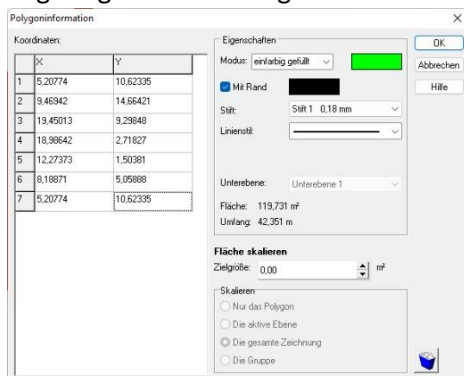 Polygoninformation
Koordinaten:
X Y
1 5,20774 10,62335
2 9,46942 14,66421
3 19,45013 9,29848
4 18,98642 2,71827
5 12,27373 1,50381
6 8,18871 5,05888
7 5,20774 10,62335
Eigenschaften
Modus: einfarbig gefüllt
Mit Rand
Stift: Stift 1 0,18 mm
Linienstil:
Unterebene: Unterebene 1
Fläche: 119,731 m²
Umfang: 42,351 m
Fläche skalieren
Zielgröße: 0,00 m²
Skalieren
Nur das Polygon
Die aktive Ebene
Die gesamte Zeichnung
Die Gruppe
OK
Abbrechen
Hilfe